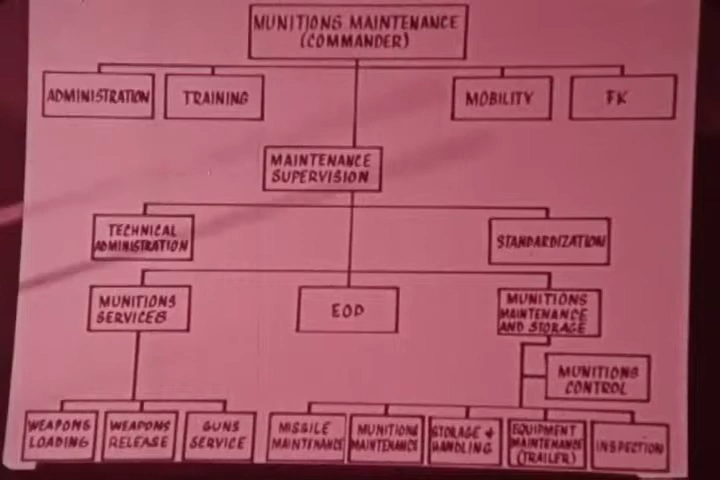 MUNITIONS MAINTENANCE
(COMMANDER)
ADMINISTRATION
TRAINING
MOBILITY
FK
MAINTENANCE
SUPERVISION
TECHNICAL
ADMINISTRATION
STANDARDIZATION
MUNITIONS
SERVICES
EOD
MUNITIONS
MAINTENANCE
AND STORAGE
MUNITIONS
CONTROL
WEAPONS
LOADING
WEAPONS
RELEASE
GUNS
SERVICE
MISSILE
MAINTENANCE
MUNITIONS
MAINTENANCE
STORAGE +
HANDLING
EQUIPMENT
MAINTENANCE
(TRAILER)
INSPECTION